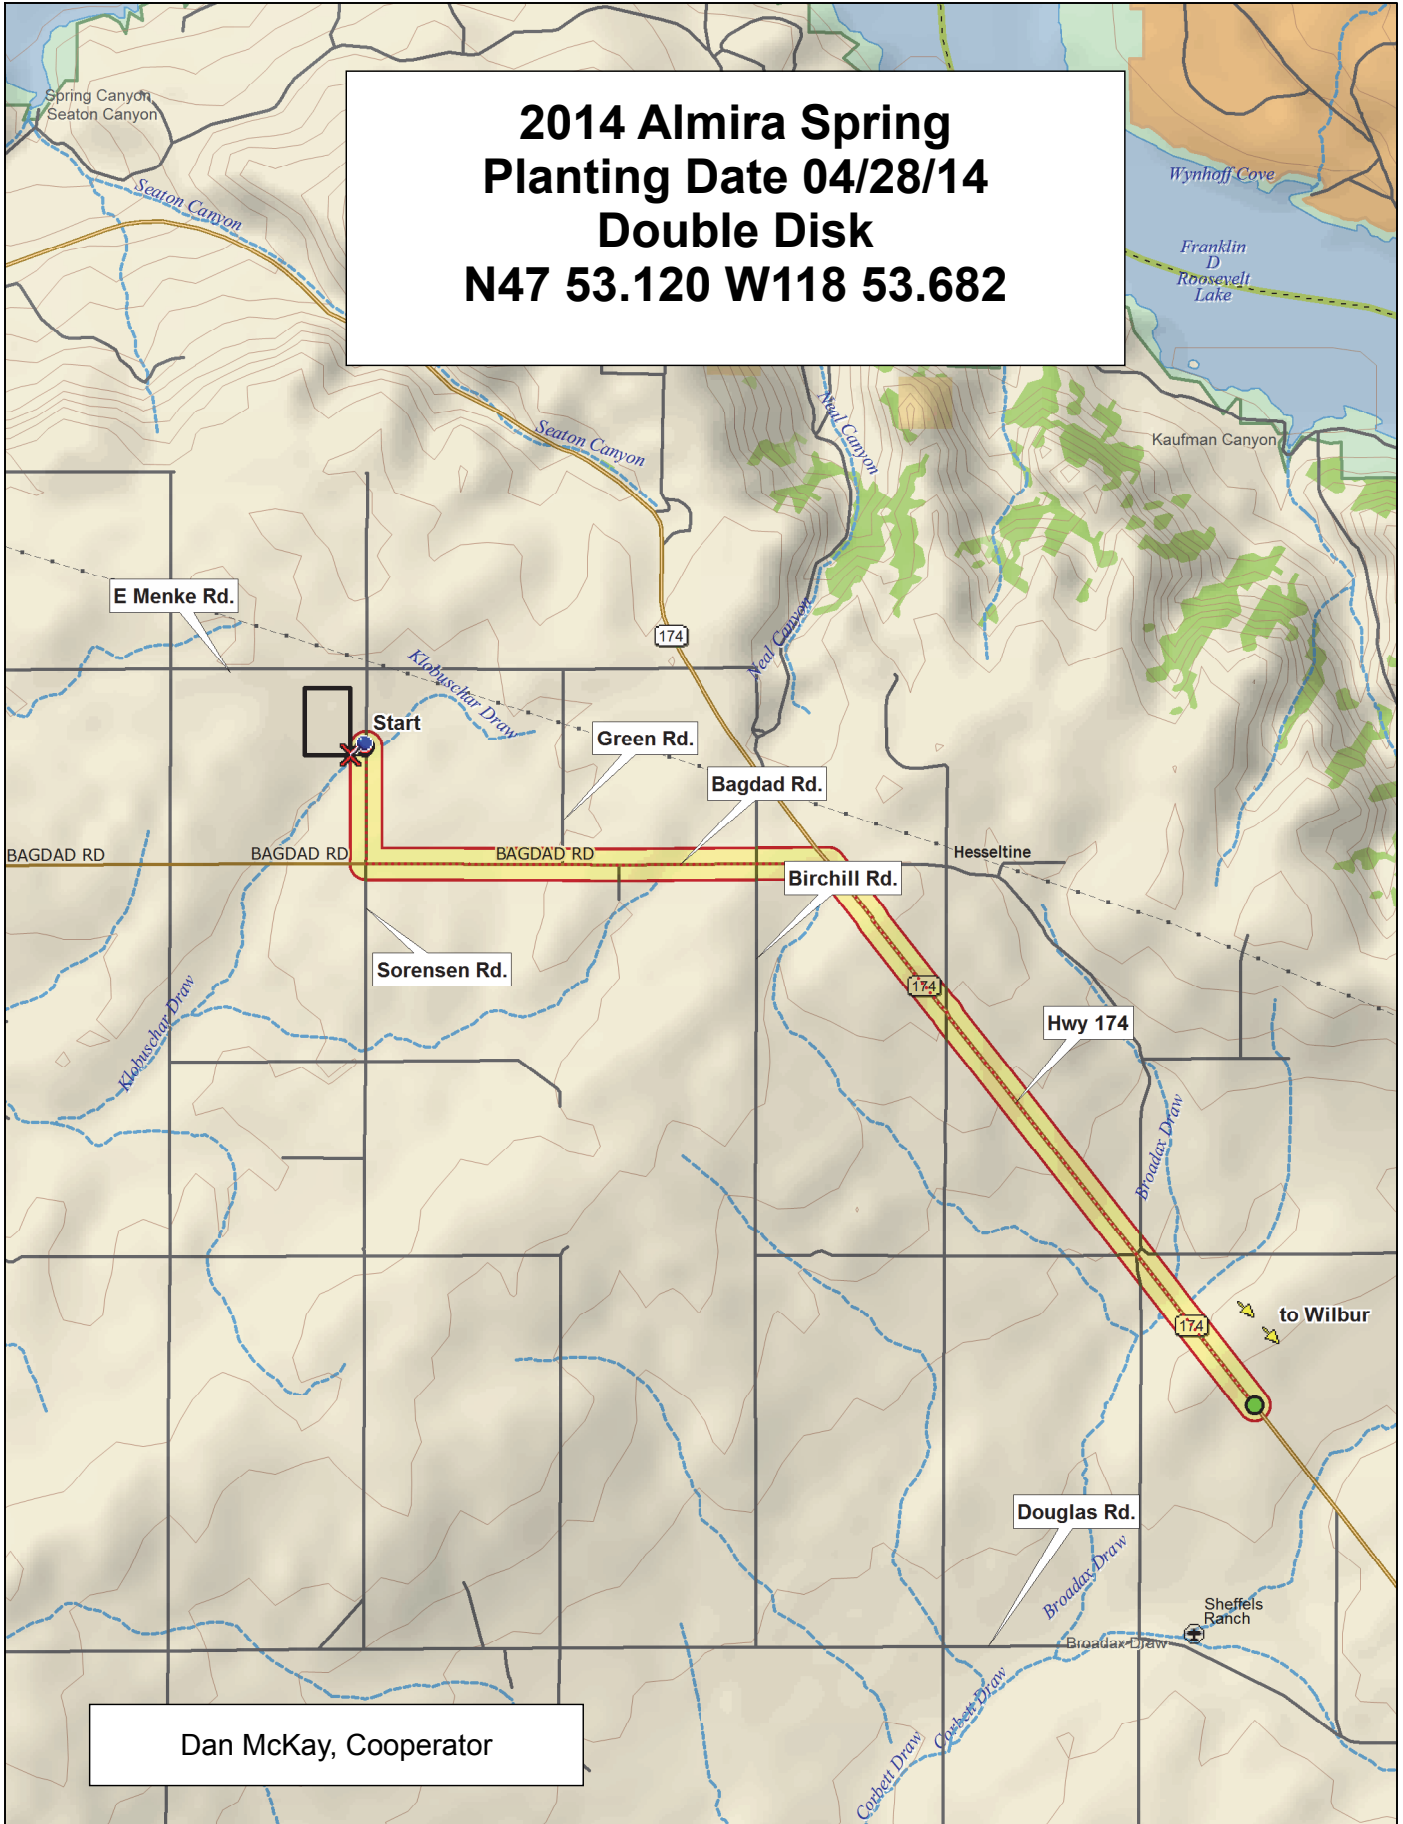 2014 Almira Spring
Planting Date 04/28/14
Double Disk
N47 53.120 W118 53.682
Spring Canyon
Seaton Canyon
Seaton Canyon
Wynhoff Cove
Franklin
D
Roosevelt
Lake
Neal Canyon
Seaton Canyon
Kaufman Canyon
E Menke Rd.
174
Neal Canyon
Klobuschar Draw
Start
Green Rd.
Bagdad Rd.
BAGDAD RD
BAGDAD RD
BAGDAD RD
Hesseltine
Birchill Rd.
Sorensen Rd.
174
Hwy 174
Klobuschar Draw
Broadax Draw
to Wilbur
174
Douglas Rd.
Broadax Draw
Sheffels
Ranch
Broadax Draw
Corbett Draw
Corbett Draw
Dan McKay, Cooperator